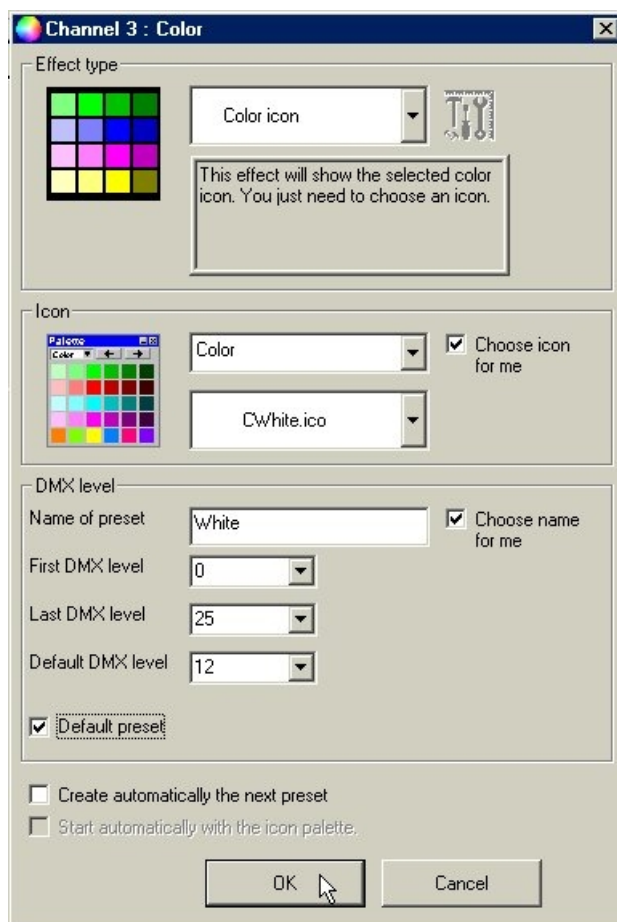 Channel 3 : Color
Effect type
Color icon
This effect will show the selected color
icon. You just need to choose an icon.
Icon
Palette
Color
Color
Choose icon
for me
CWhite.ico
DMX level
Name of preset
White
Choose name
for me
First DMX level
0
Last DMX level
25
Default DMX level
12
Default preset
Create automatically the next preset
Start automatically with the icon palette.
OK
Cancel